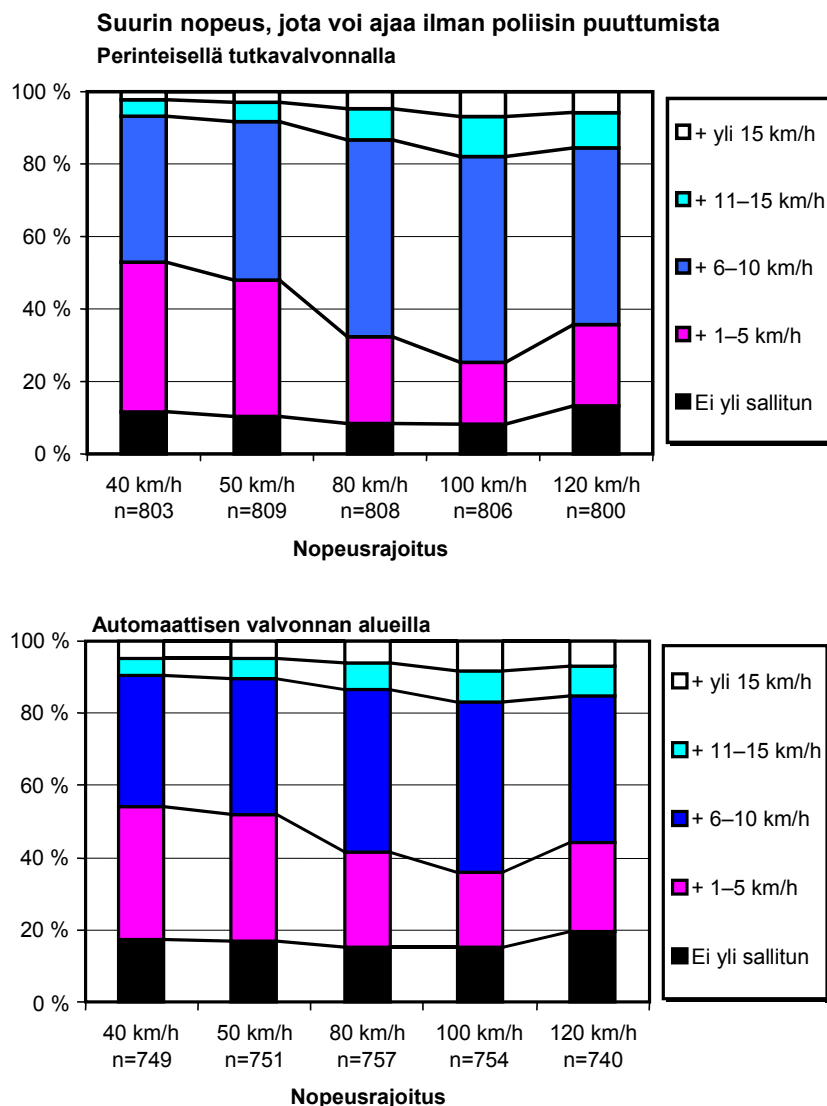 Suurin nopeus, jota voi ajaa ilman poliisin puuttumista
Perinteisellä tutkavalvonnalla
100 %
80 %
60 %
40 %
20 %
0 %
40 km/h
n=803
50 km/h
n=809
80 km/h
n=808
100 km/h
n=806
120 km/h
n=800
Nopeusrajoitus
+ yli 15 km/h
+ 11–15 km/h
+ 6–10 km/h
+ 1–5 km/h
Ei yli sallitun
Automaattisen valvonnan alueilla
100 %
80 %
60 %
40 %
20 %
0 %
40 km/h
n=749
50 km/h
n=751
80 km/h
n=757
100 km/h
n=754
120 km/h
n=740
Nopeusrajoitus
+ yli 15 km/h
+ 11–15 km/h
+ 6–10 km/h
+ 1–5 km/h
Ei yli sallitun